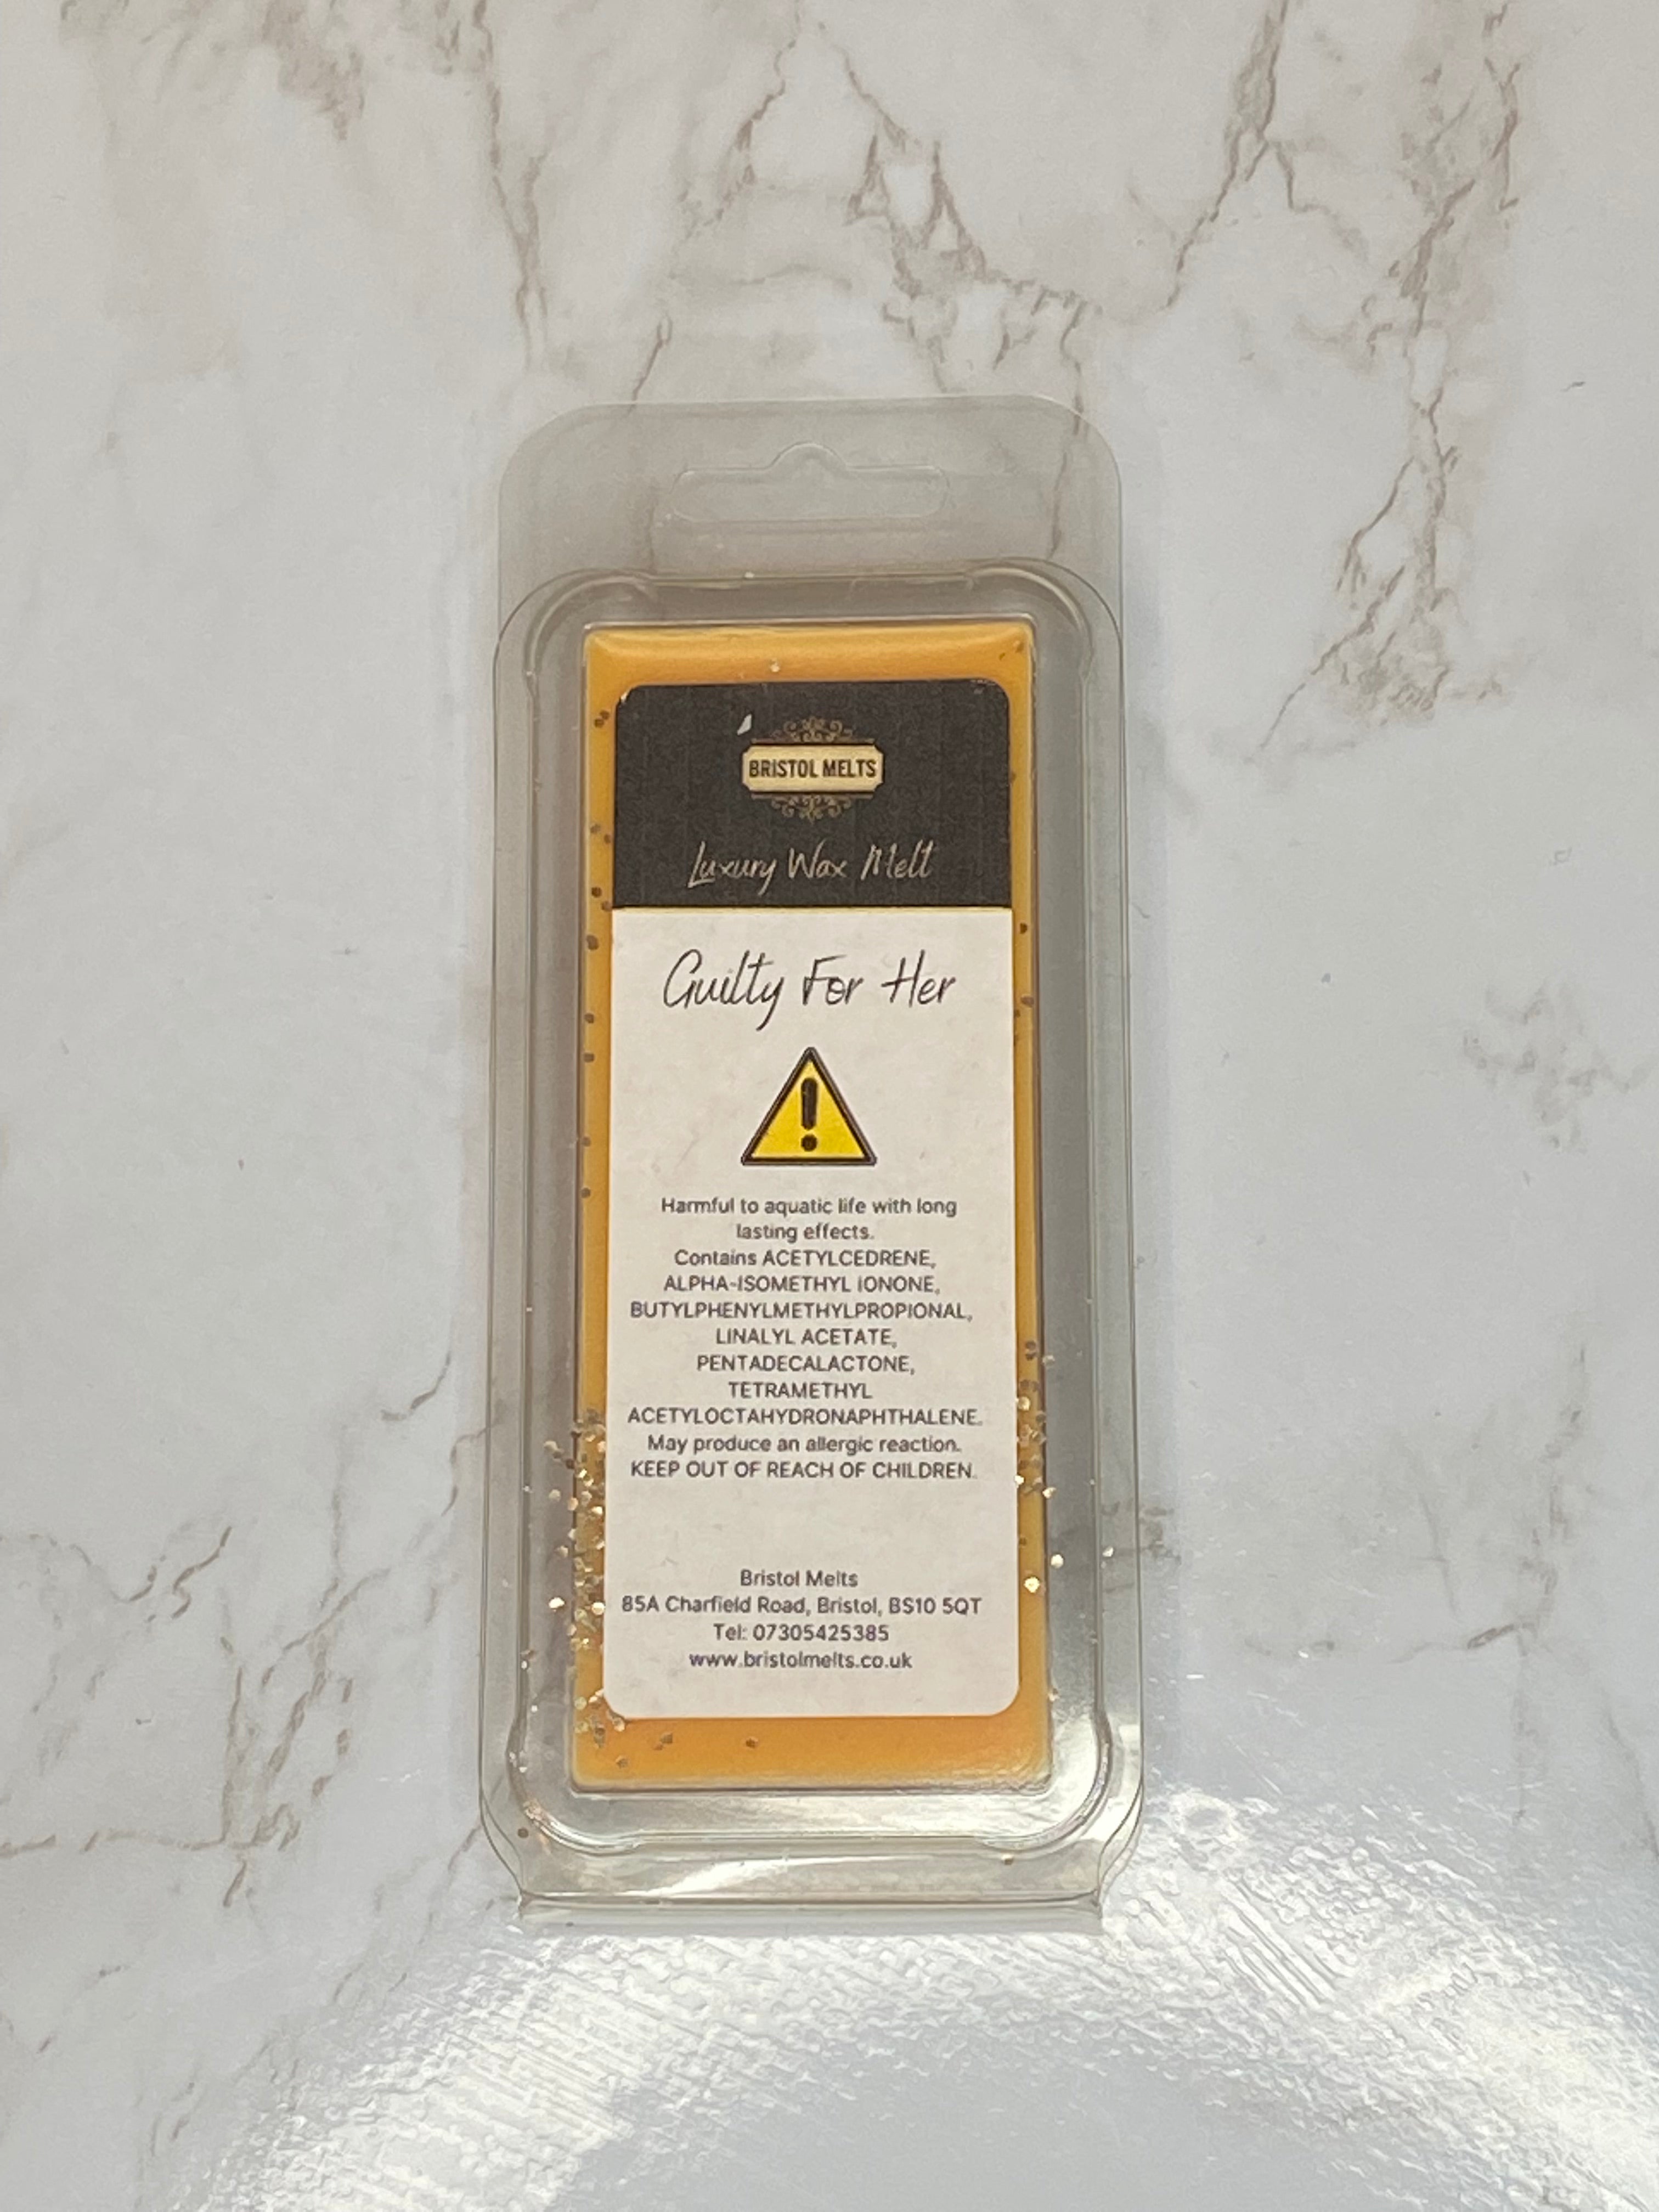 BRISTOL MELTS
Luxury Wax Melt
Guilty For Her
Harmful to aquatic life with long
lasting effects.
Contains ACETYLCEDRENE,
ALPHA-ISOMETHYL IONONE,
BUTYLPHENYLMETHYLPROPIONAL,
LINALYL ACETATE,
PENTADECALACTONE,
TETRAMETHYL
ACETYLOCTAHYDRONAPHTHALENE.
May produce an allergic reaction.
KEEP OUT OF REACH OF CHILDREN.
Bristol Melts
85A Charfield Road, Bristol, BS10 5QT
Tel: 07305425385
www.bristolmelts.co.uk